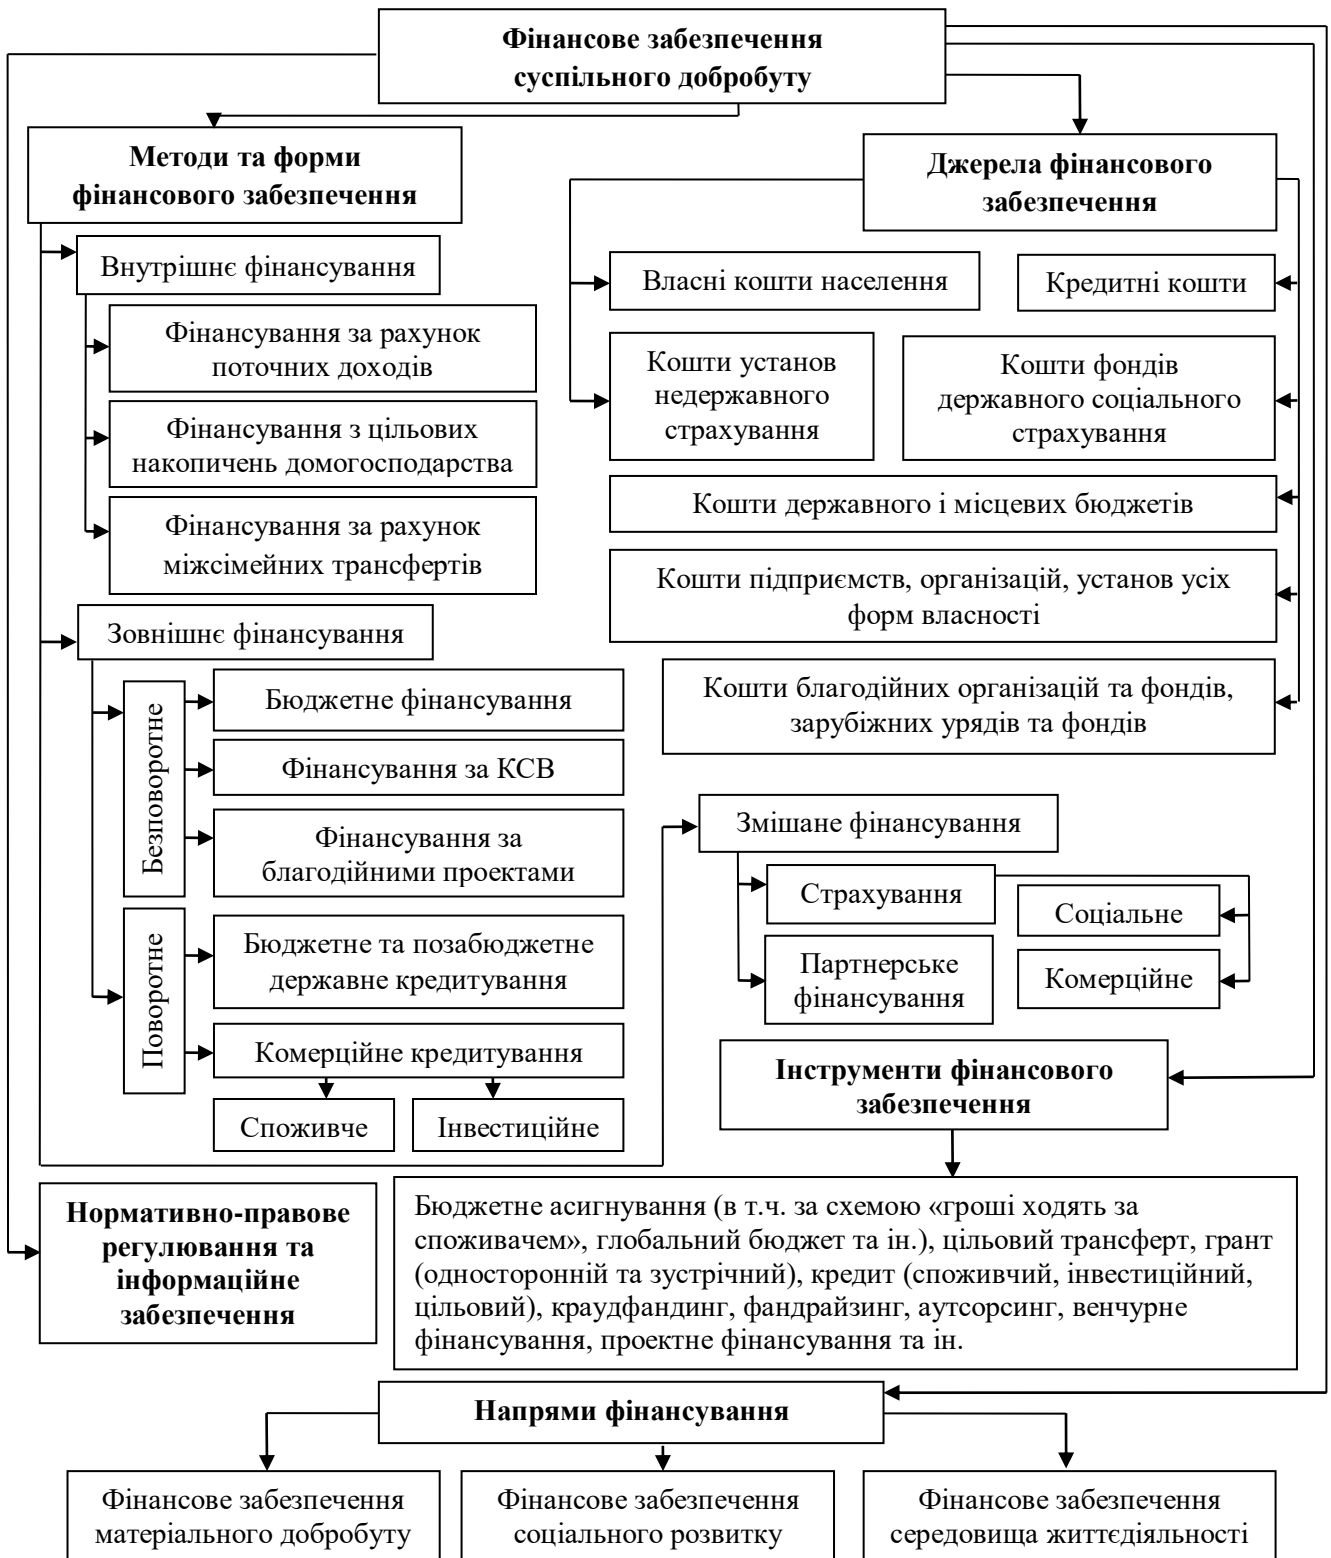 Фінансове забезпечення
суспільного добробуту
Методи та форми
фінансового забезпечення
Внутрішнє фінансування
Фінансування за рахунок
поточних доходів
Фінансування з цільових
накопичень домогосподарства
Фінансування за рахунок
міжсімейних трансфертів
Зовнішнє фінансування
Безповоротне
Бюджетне фінансування
Фінансування за КСВ
Фінансування за
благодійними проектами
Поворотне
Бюджетне та позабюджетне
державне кредитування
Комерційне кредитування
Споживче
Інвестиційне
Джерела фінансового
забезпечення
Власні кошти населення
Кредитні кошти
Кошти установ
недержавного
страхування
Кошти фондів
державного соціального
страхування
Кошти державного і місцевих бюджетів
Кошти підприємств, організацій, установ усіх
форм власності
Кошти благодійних організацій та фондів,
зарубіжних урядів та фондів
Змішане фінансування
Страхування
Соціальне
Комерційне
Партнерське
фінансування
Інструменти фінансового
забезпечення
Бюджетне асигнування (в т.ч. за схемою «гроші ходять за
споживачем», глобальний бюджет та ін.), цільовий трансферт, грант
(односторонній та зустрічний), кредит (споживчий, інвестиційний,
цільовий), краудфандинг, фандрайзинг, аутсорсинг, венчурне
фінансування, проектне фінансування та ін.
Нормативно-правове
регулювання та
інформаційне
забезпечення
Напрями фінансування
Фінансове забезпечення
матеріального добробуту
Фінансове забезпечення
соціального розвитку
Фінансове забезпечення
середовища життєдіяльності